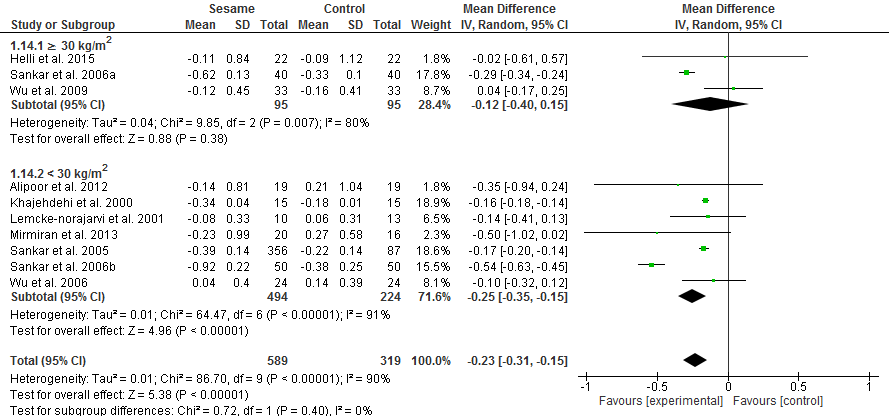 Sesame Control Mean Difference Mean Difference
Study or Subgroup Mean SD Total Mean SD Total Weight IV, Random, 95% CI IV, Random, 95% CI
1.14.1 ≥ 30 kg/m²
Helli et al. 2015 -0.11 0.84 22 -0.09 1.12 22 1.8% -0.02 [-0.61, 0.57]
Sankar et al. 2006a -0.62 0.13 40 -0.33 0.1 40 17.8% -0.29 [-0.34, -0.24]
Wu et al. 2009 -0.12 0.45 33 -0.16 0.41 33 8.7% 0.04 [-0.17, 0.25]
Subtotal (95% CI) 95 95 28.4% -0.12 [-0.40, 0.15]
Heterogeneity: Tau² = 0.04; Chi² = 9.85, df = 2 (P = 0.007); I² = 80%
Test for overall effect: Z = 0.88 (P = 0.38)
1.14.2 < 30 kg/m²
Alipoor et al. 2012 -0.14 0.81 19 0.21 1.04 19 1.8% -0.35 [-0.94, 0.24]
Khajehdehi et al. 2000 -0.34 0.04 15 -0.18 0.01 15 18.9% -0.16 [-0.18, -0.14]
Lemcke-norajarvi et al. 2001 -0.08 0.33 10 0.06 0.31 13 6.7% -0.14 [-0.41, 0.13]
Mirmiran et al. 2013 -0.23 0.99 20 0.27 0.58 16 2.2% -0.50 [-1.02, 0.02]
Sankar et al. 2005 -0.39 0.14 356 -0.22 0.14 87 18.6% -0.17 [-0.20, -0.14]
Sankar et al. 2006b -0.92 0.22 50 -0.38 0.25 50 15.5% -0.54 [-0.63, -0.45]
Wu et al. 2006 0.04 0.4 24 0.14 0.39 24 8.1% -0.10 [-0.32, 0.12]
Subtotal (95% CI) 494 224 71.6% -0.25 [-0.35, -0.15]
Heterogeneity: Tau² = 0.01; Chi² = 64.47, df = 6 (P < 0.00001); I² = 91%
Test for overall effect: Z = 4.96 (P < 0.00001)
Total (95% CI) 589 319 100.0% -0.23 [-0.31, -0.15]
Heterogeneity: Tau² = 0.01; Chi² = 86.70, df = 9 (P < 0.00001); I² = 90%
Test for overall effect: Z = 5.38 (P < 0.00001)
Test for subgroup differences: Chi² = 0.72, df = 1 (P = 0.40), I² = 0%
-1 -0.5 0 0.5 1
Favours [experimental] Favours [control]